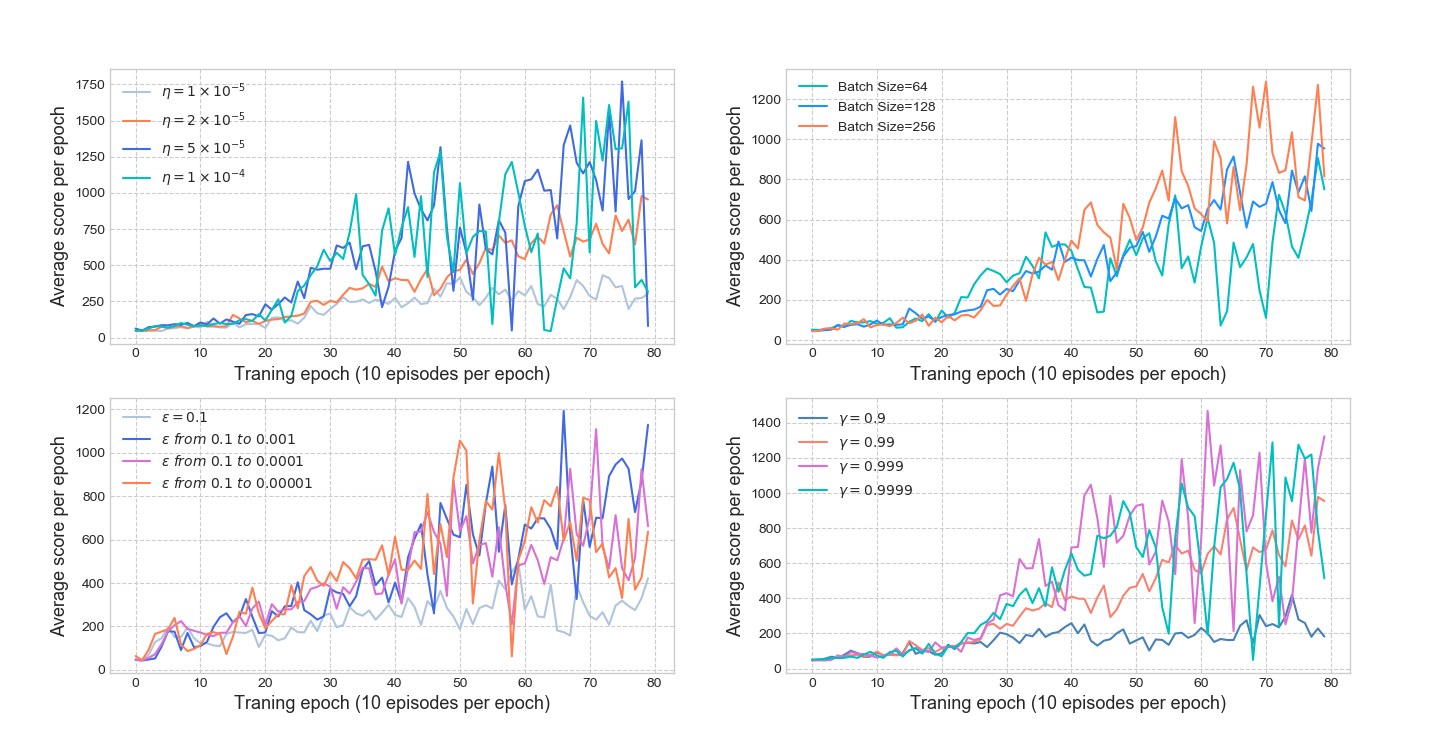 Average score per epoch
1750
1500
1250
1000
750
500
250
0
η = 1 × 10⁻⁵
η = 2 × 10⁻⁵
η = 5 × 10⁻⁵
η = 1 × 10⁻⁴
0 10 20 30 40 50 60 70 80
Traning epoch (10 episodes per epoch)
Average score per epoch
1200
1000
800
600
400
200
0
Batch Size=64
Batch Size=128
Batch Size=256
0 10 20 30 40 50 60 70 80
Traning epoch (10 episodes per epoch)
Average score per epoch
1200
1000
800
600
400
200
0
ε = 0.1
ε from 0.1 to 0.001
ε from 0.1 to 0.0001
ε from 0.1 to 0.00001
0 10 20 30 40 50 60 70 80
Traning epoch (10 episodes per epoch)
Average score per epoch
1400
1200
1000
800
600
400
200
0
γ = 0.9
γ = 0.99
γ = 0.999
γ = 0.9999
0 10 20 30 40 50 60 70 80
Traning epoch (10 episodes per epoch)